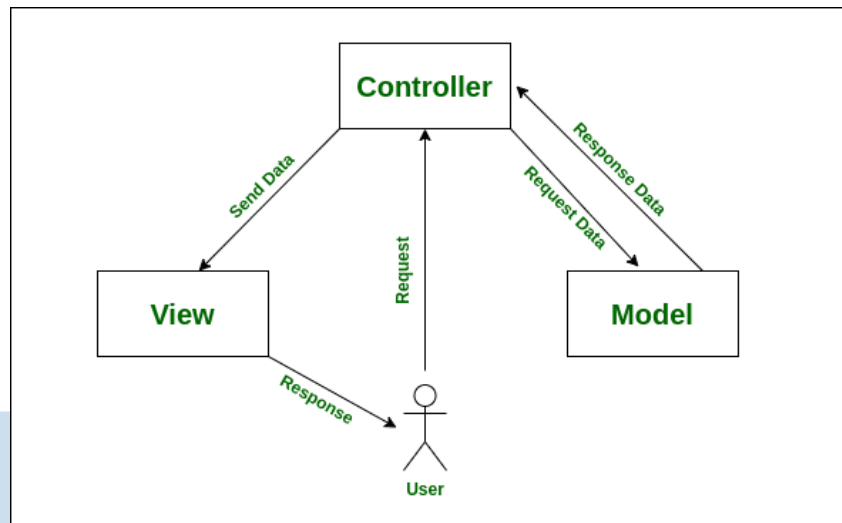 Controller
Send Data
Request
Request Data
Response Data
View
Model
Response
User